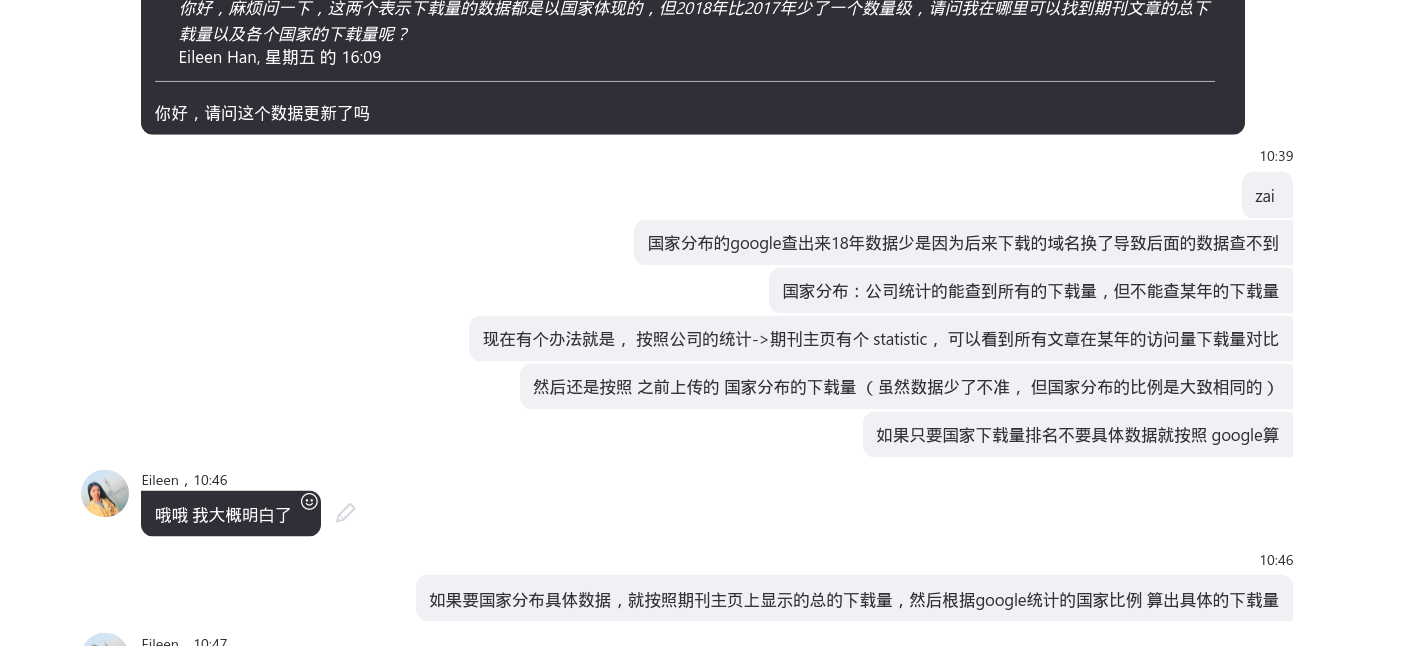 你好，麻烦问一下，这两个表示下载量的数据都是以国家体现的，但2018年比2017年少了一个数量级，请问我在哪里可以找到期刊文章的总下
载量以及各个国家的下载量呢？
Eileen Han, 星期五 的 16:09
你好，请问这个数据更新了吗
10:39
zai
国家分布的google查出来18年数据少是因为后来下载的域名换了导致后面的数据查不到
国家分布：公司统计的能查到所有的下载量，但不能查某年的下载量
现在有个办法就是， 按照公司的统计->期刊主页有个 statistic， 可以看到所有文章在某年的访问量下载量对比
然后还是按照 之前上传的 国家分布的下载量 （虽然数据少了不准， 但国家分布的比例是大致相同的）
如果只要国家下载量排名不要具体数据就按照 google算
Eileen，10:46
哦哦 我大概明白了
10:46
如果要国家分布具体数据，就按照期刊主页上显示的总的下载量，然后根据google统计的国家比例 算出具体的下载量
Eileen，10:47